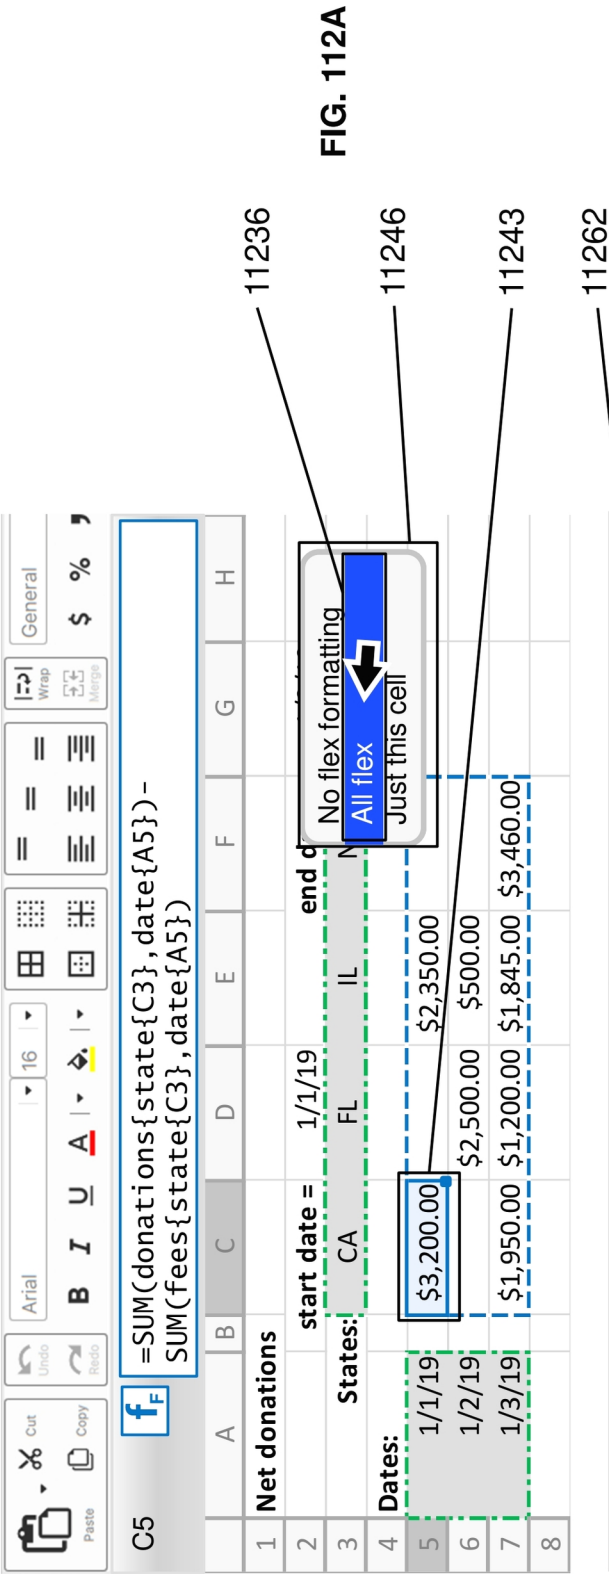 FIG. 112A
Cut
Copy
Paste
Undo
Redo
Arial
16
B I U A
Wrap
Merge
General
$ % ,
C5
fF
=SUM(donations{state{C3},date{A5})-
SUM(fees{state{C3},date{A5})
A B C D E F G H
1 Net donations
2 start date = 1/1/19 end d
3 States: CA FL IL N
4 Dates:
5 1/1/19 $3,200.00 $2,350.00
6 1/2/19 $2,500.00 $500.00
7 1/3/19 $1,950.00 $1,200.00 $1,845.00 $3,460.00
8
No flex formatting
All flex
Just this cell
11236
11246
11243
11262